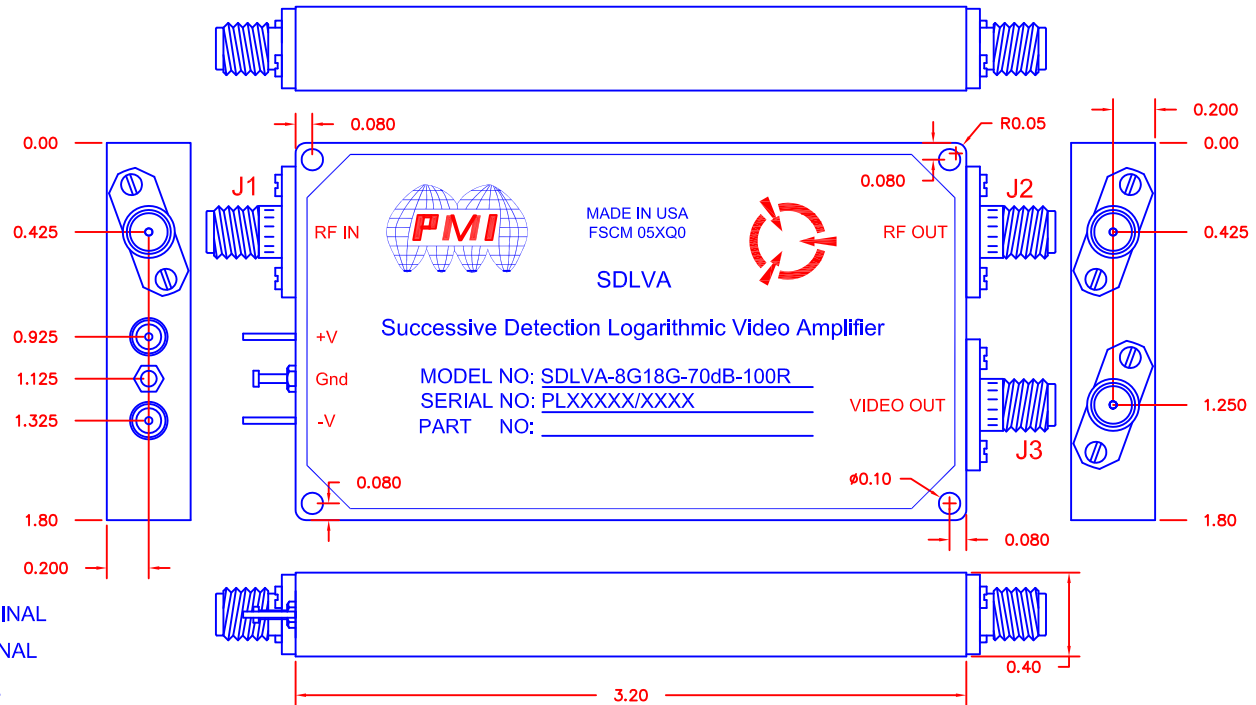 0.080
R0.05
0.200
0.00
0.00
0.080
J1
J2
PMI
MADE IN USA
FSCM 05XQ0
0.425
RF IN
RF OUT
0.425
SDLVA
Successive Detection Logarithmic Video Amplifier
0.925
+V
1.125
Gnd
MODEL NO: SDLVA-8G18G-70dB-100R
SERIAL NO: PLXXXXX/XXXX
VIDEO OUT
1.250
1.325
-V
PART NO:
J3
0.080
ø0.10
1.80
1.80
0.080
0.200
INAL
NAL
0.40
3.20